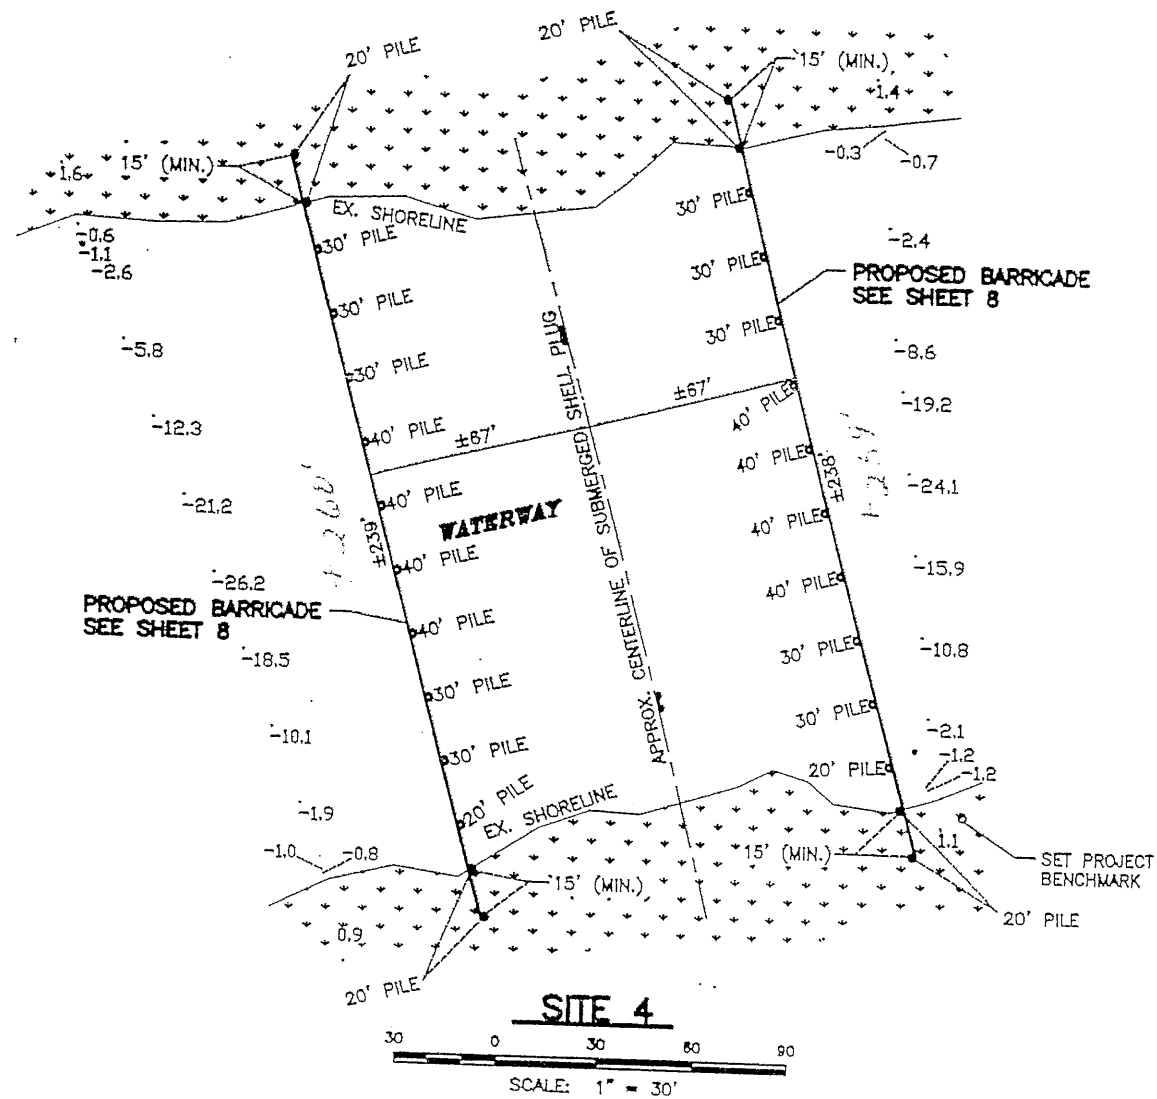 20' PILE
20' PILE
15' (MIN.)
1.4
-0.3
-0.7
15' (MIN.)
1.6
EX. SHORELINE
-0.6
-1.1
-2.6
30' PILE
30' PILE
-2.4
30' PILE
30' PILE
PROPOSED BARRICADE
SEE SHEET 8
-5.8
30' PILE
30' PILE
-8.6
±67'
40' PILE
-19.2
-12.3
40' PILE
±67'
40' PILE
-24.1
-21.2
40' PILE
WATERWAY
±238'
40' PILE
±239'
APPROX. CENTERLINE OF SUBMERGED SHELL PLUG
-26.2
40' PILE
40' PILE
-15.9
PROPOSED BARRICADE
SEE SHEET 8
40' PILE
30' PILE
-10.8
-18.5
30' PILE
30' PILE
-10.1
30' PILE
-2.1
-1.2
-1.2
20' PILE
-1.9
20' PILE
EX. SHORELINE
-1.0
-0.8
15' (MIN.)
1.1
SET PROJECT
BENCHMARK
15' (MIN.)
0.9
20' PILE
20' PILE
SITE 4
30 0 30 60 90
SCALE: 1" = 30'